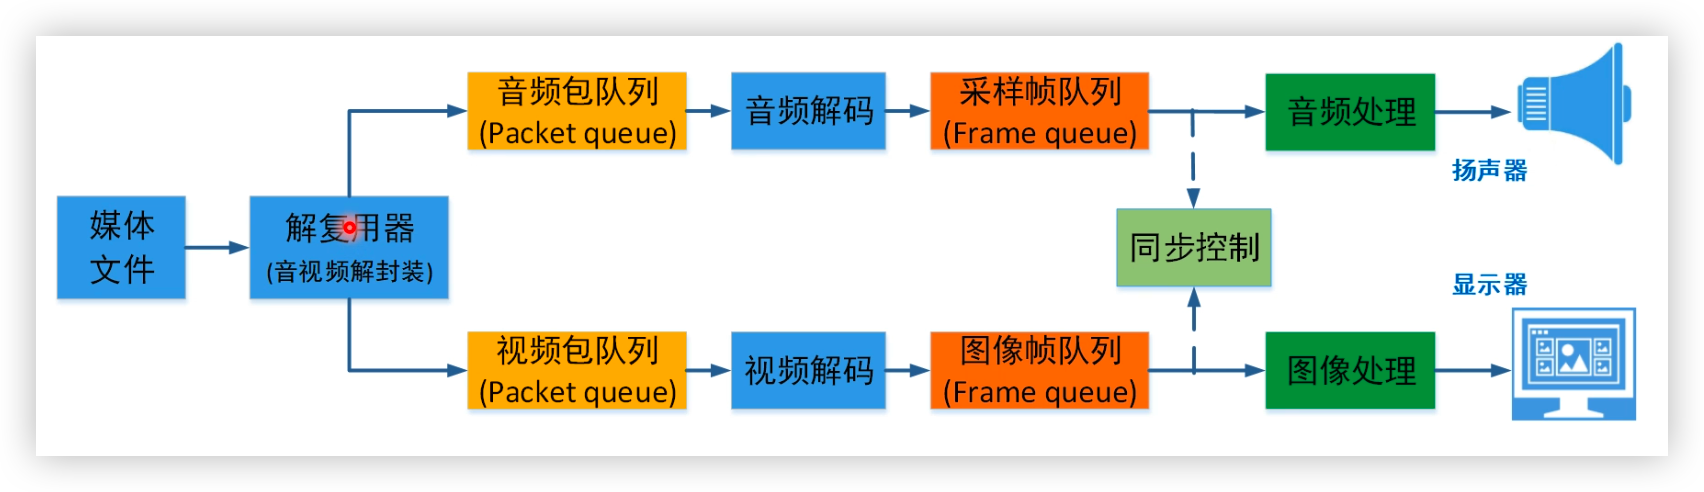 媒体
文件
解复用器
(音视频解封装)
音频包队列
(Packet queue)
音频解码
采样帧队列
(Frame queue)
音频处理
扬声器
同步控制
视频包队列
(Packet queue)
视频解码
图像帧队列
(Frame queue)
图像处理
显示器